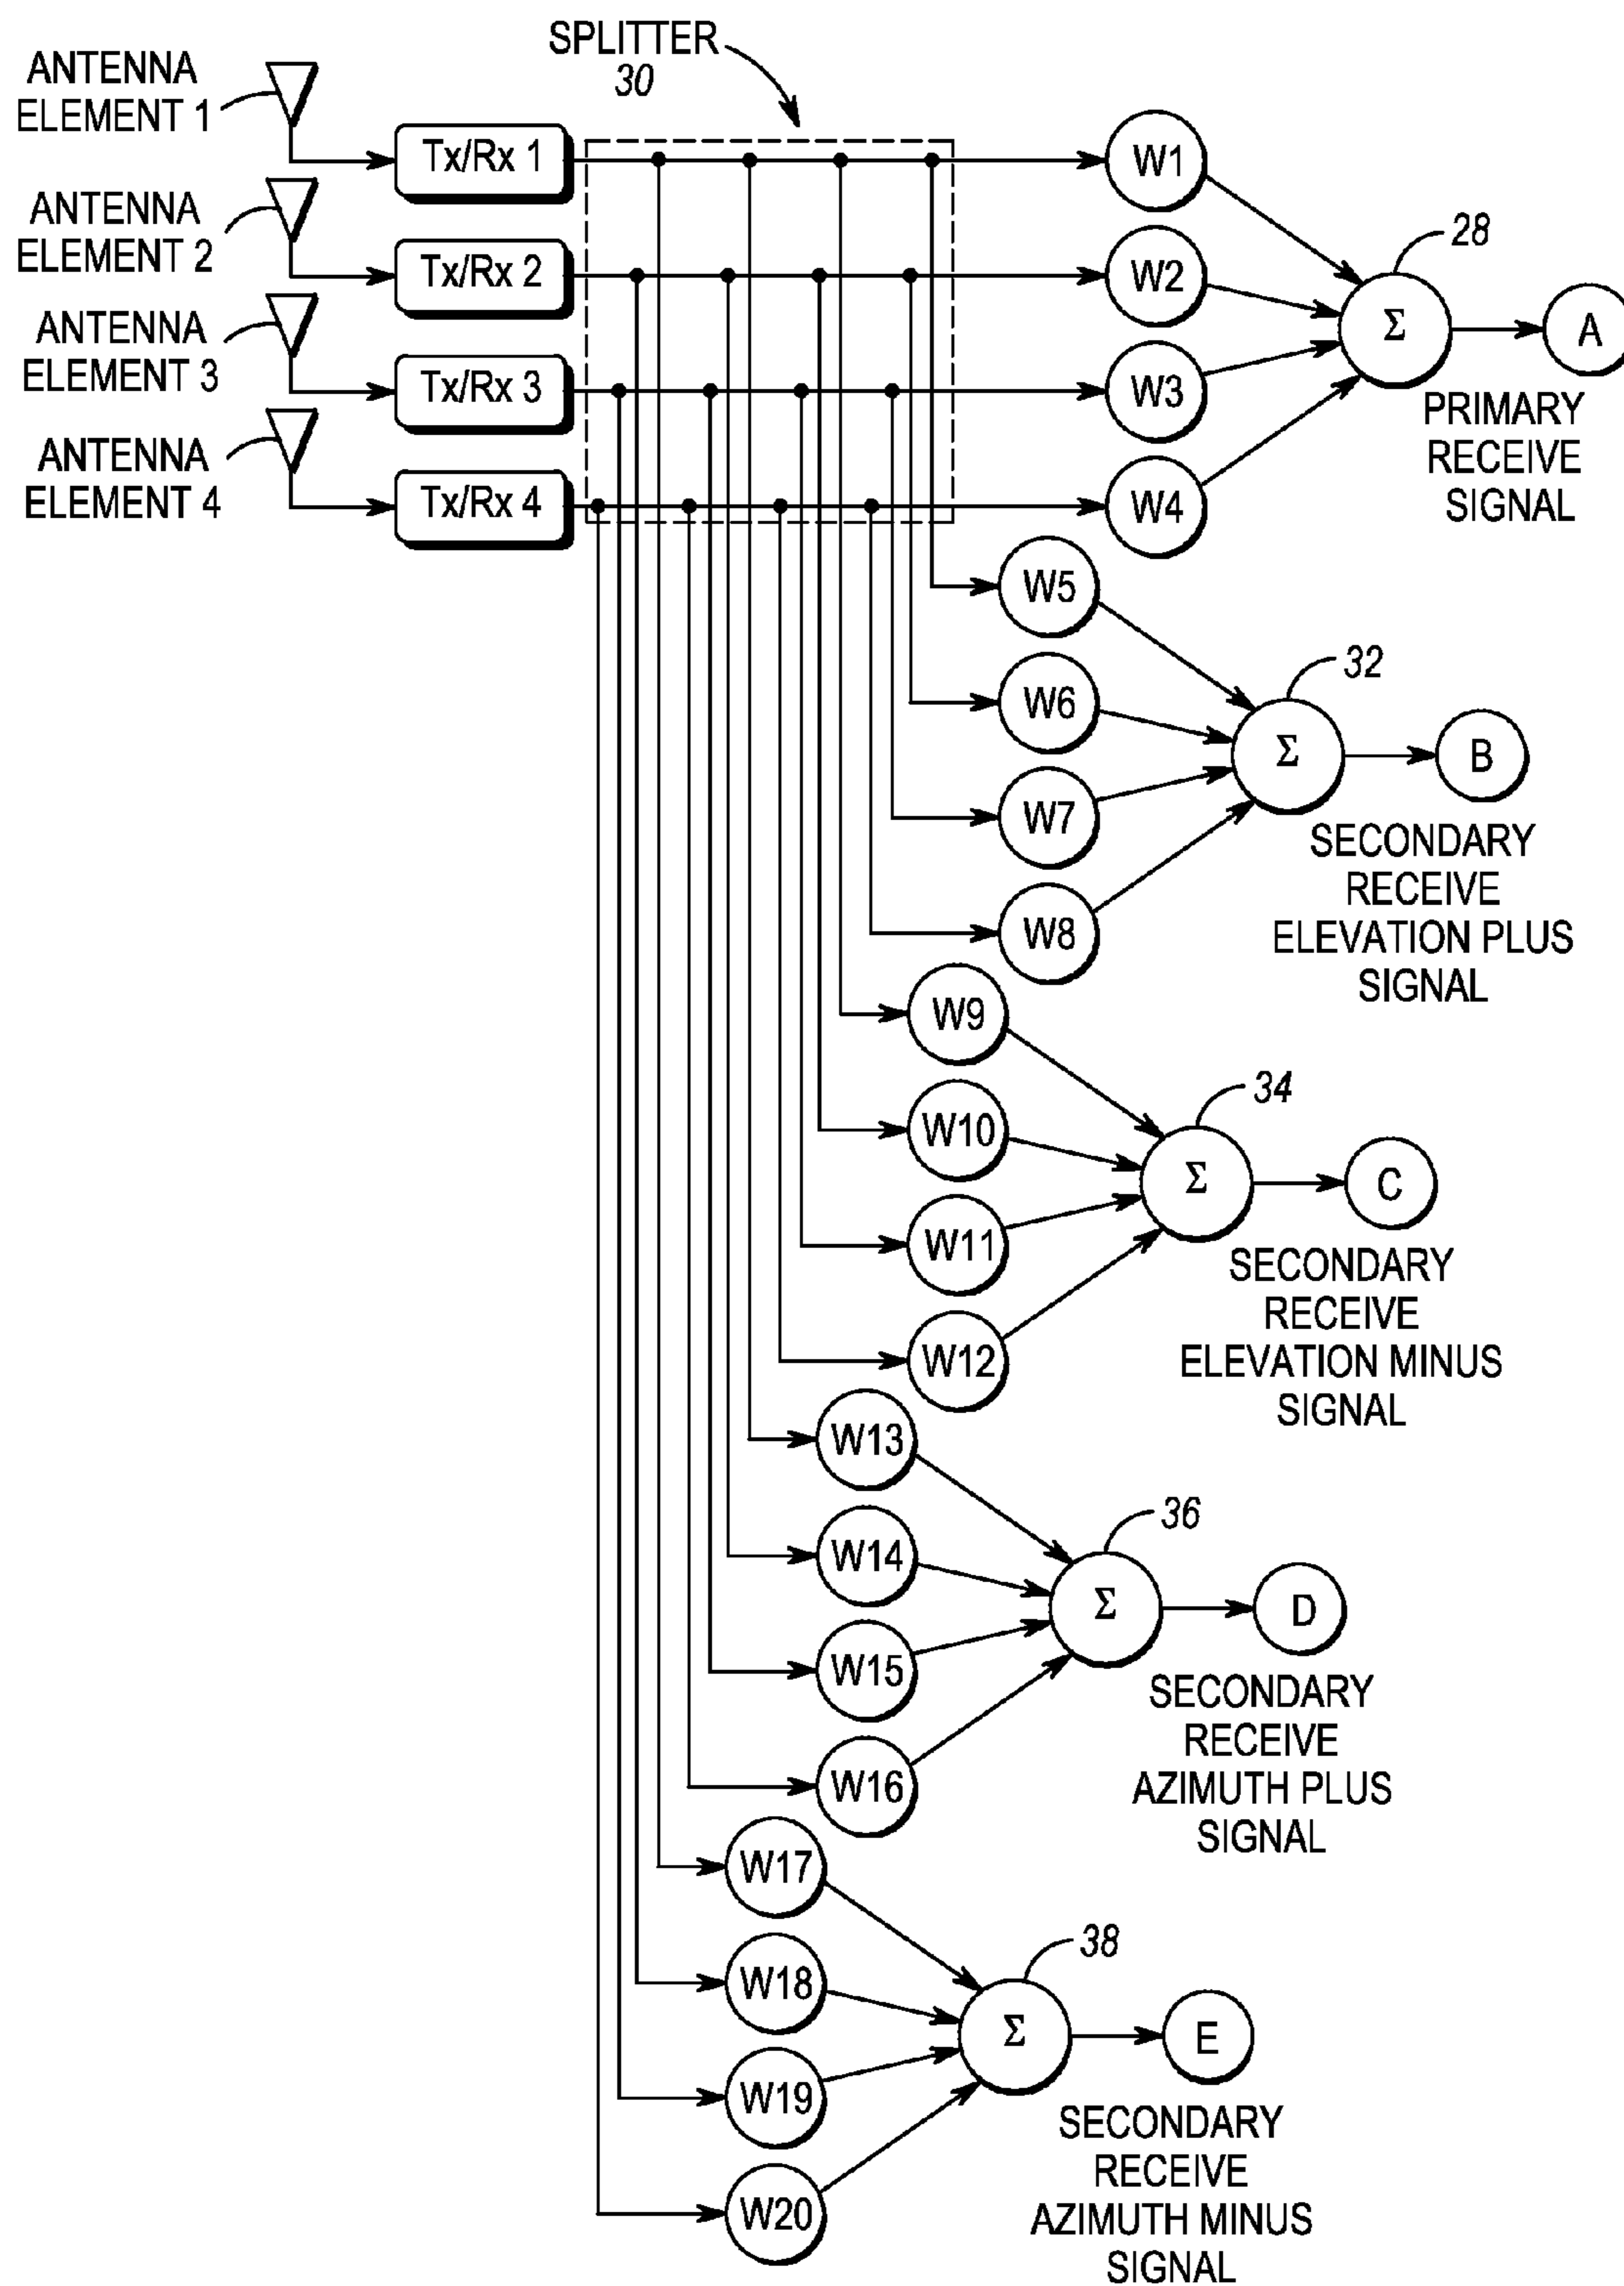 SPLITTER
30
ANTENNA
ELEMENT 1
Tx/Rx 1
W1
ANTENNA
ELEMENT 2
Tx/Rx 2
W2
28
Σ
A
ANTENNA
ELEMENT 3
Tx/Rx 3
W3
PRIMARY
RECEIVE
SIGNAL
ANTENNA
ELEMENT 4
Tx/Rx 4
W4
W5
W6
W7
W8
32
Σ
B
SECONDARY
RECEIVE
ELEVATION PLUS
SIGNAL
W9
W10
W11
W12
34
Σ
C
SECONDARY
RECEIVE
ELEVATION MINUS
SIGNAL
W13
W14
W15
W16
36
Σ
D
SECONDARY
RECEIVE
AZIMUTH PLUS
SIGNAL
W17
W18
W19
W20
38
Σ
E
SECONDARY
RECEIVE
AZIMUTH MINUS
SIGNAL